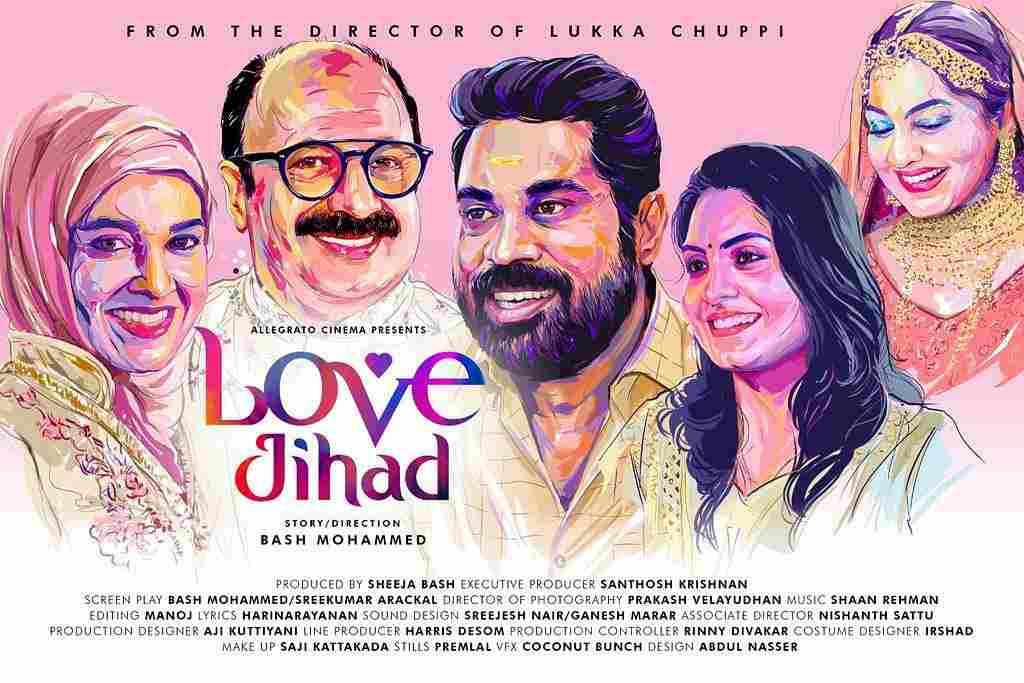 FROM THE DIRECTOR OF LUKKA CHUPPI
ALLEGRATO CINEMA PRESENTS
Love
Jihad
STORY/DIRECTION
BASH MOHAMMED
PRODUCED BY SHEEJA BASH EXECUTIVE PRODUCER SANTHOSH KRISHNAN
SCREEN PLAY BASH MOHAMMED/SREEKUMAR ARACKAL DIRECTOR OF PHOTOGRAPHY PRAKASH VELAYUDHAN MUSIC SHAAN REHMAN
EDITING MANOJ LYRICS HARINARAYANAN SOUND DESIGN SREEJESH NAIR/GANESH MARAR ASSOCIATE DIRECTOR NISHANTH SATTU
PRODUCTION DESIGNER AJI KUTTIYANI LINE PRODUCER HARRIS DESOM PRODUCTION CONTROLLER RINNY DIVAKAR COSTUME DESIGNER IRSHAD
MAKE UP SAJI KATTAKADA STILLS PREMLAL VFX COCONUT BUNCH DESIGN ABDUL NASSER